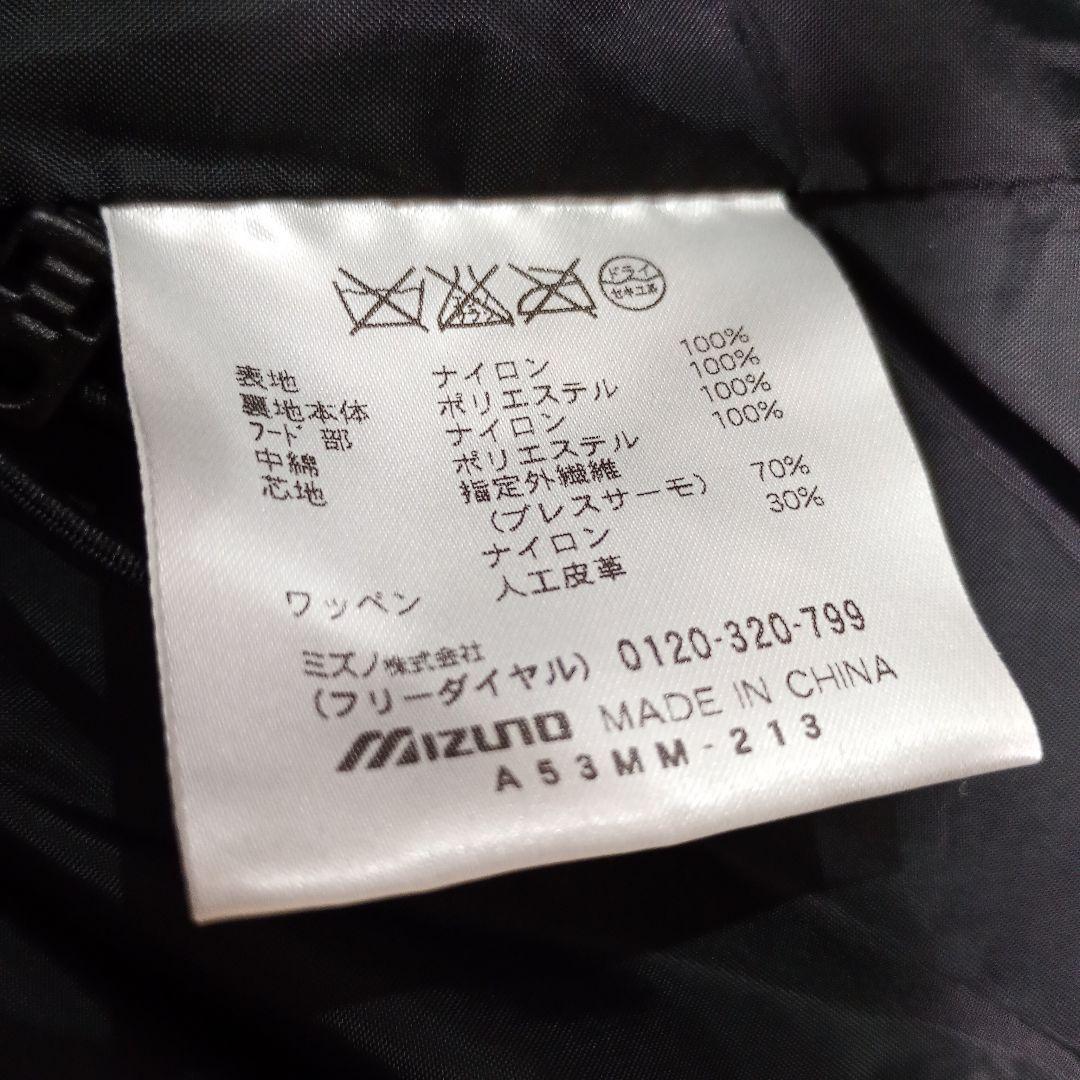 エンソ
ドライ
セキユ系
表地 ナイロン 100%
裏地本体 ポリエステル 100%
フード部 ナイロン 100%
中綿 ポリエステル 100%
芯地 指定外繊維 70%
(ブレスサーモ) 30%
ナイロン
ワッペン 人工皮革
ミズノ株式会社
(フリーダイヤル) 0120-320-799
MIZUNO MADE IN CHINA
A53MM-213